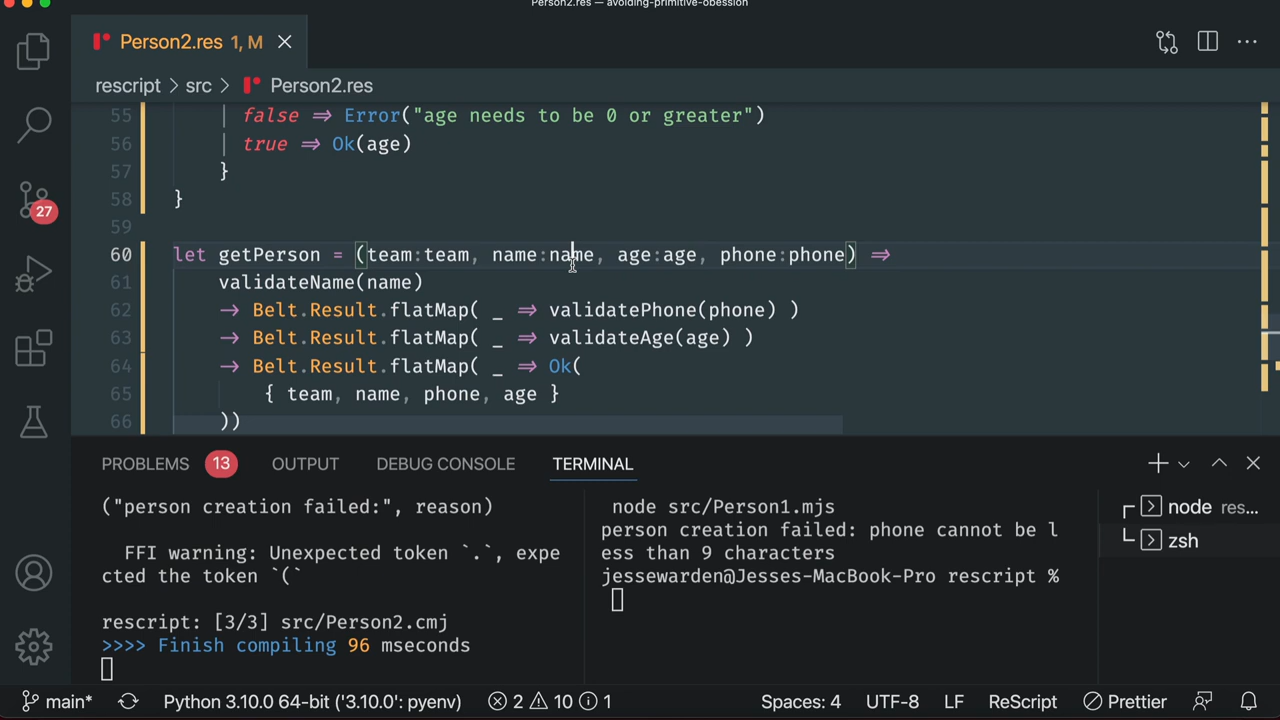 Person2.res — avoiding-primitive-obession
Person2.res 1, M
rescript > src > Person2.res
55 false => Error("age needs to be 0 or greater")
56 true => Ok(age)
57 }
58 }
59
60 let getPerson = (team:team, name:name, age:age, phone:phone) =>
61 validateName(name)
62 -> Belt.Result.flatMap( _ => validatePhone(phone) )
63 -> Belt.Result.flatMap( _ => validateAge(age) )
64 -> Belt.Result.flatMap( _ => Ok(
65 { team, name, phone, age }
66 ))
27
PROBLEMS 13 OUTPUT DEBUG CONSOLE TERMINAL
("person creation failed:", reason)
FFI warning: Unexpected token `.`, expe
cted the token `(`
rescript: [3/3] src/Person2.cmj
>>>> Finish compiling 96 mseconds
node src/Person1.mjs
person creation failed: phone cannot be l
ess than 9 characters
jessewarden@Jesses-MacBook-Pro rescript %
node res...
zsh
main* Python 3.10.0 64-bit ('3.10.0': pyenv) 2 10 1 Spaces: 4 UTF-8 LF ReScript Prettier